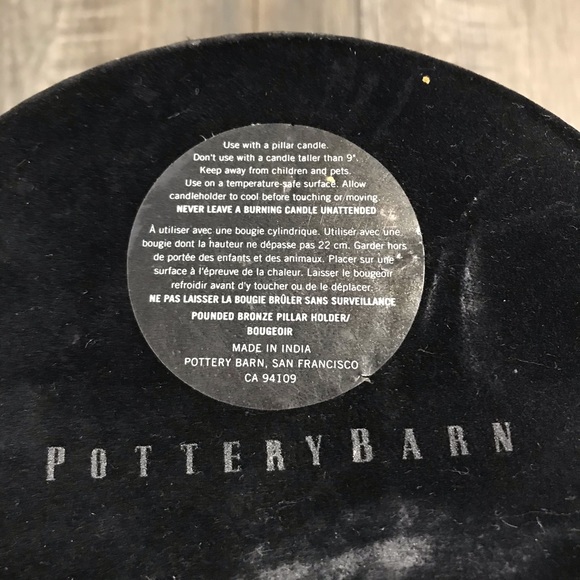 Use with a pillar candle.
Don't use with a candle taller than 9".
Keep away from children and pets.
Use on a temperature-safe surface. Allow
candleholder to cool before touching or moving.
NEVER LEAVE A BURNING CANDLE UNATTENDED
À utiliser avec une bougie cylindrique. Utiliser avec une
bougie dont la hauteur ne dépasse pas 22 cm. Garder hors
de portée des enfants et des animaux. Placer sur une
surface à l'épreuve de la chaleur. Laisser le bougeoir
refroidir avant d'y toucher ou de le déplacer.
NE PAS LAISSER LA BOUGIE BRÛLER SANS SURVEILLANCE
POUNDED BRONZE PILLAR HOLDER/
BOUGEOIR
MADE IN INDIA
POTTERY BARN, SAN FRANCISCO
CA 94109
POTTERYBARN